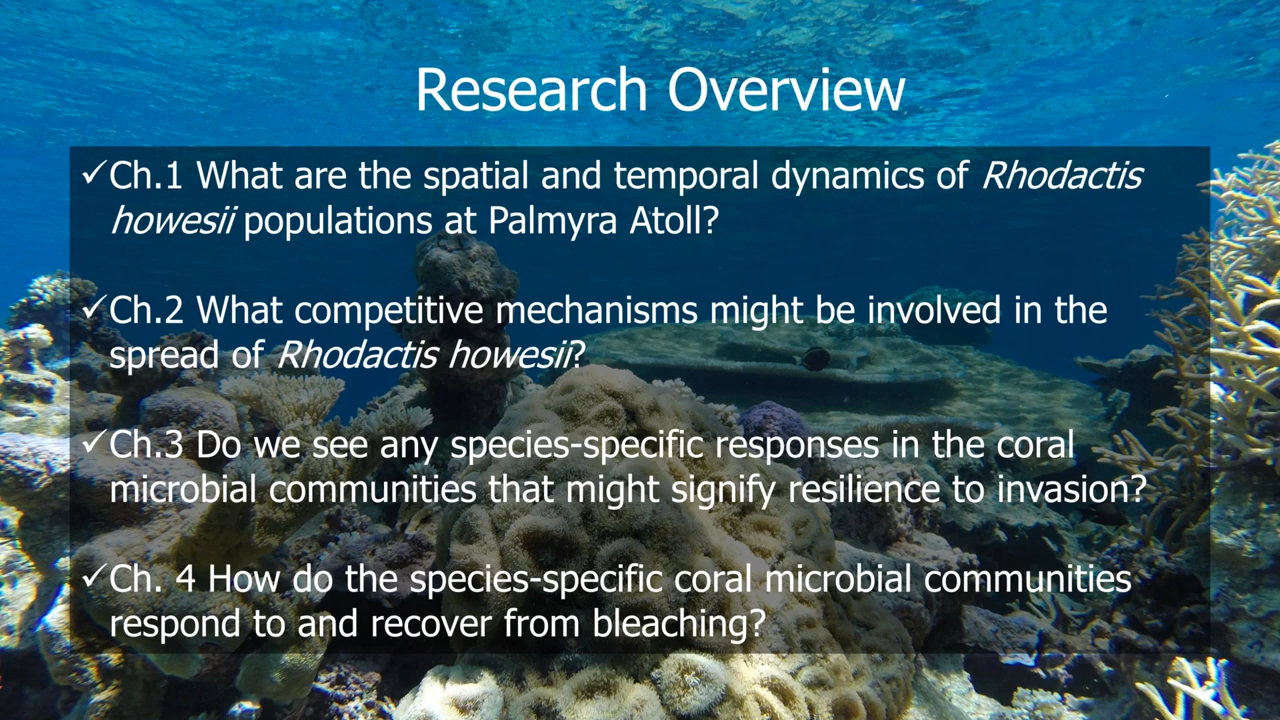 Research Overview
✓Ch.1 What are the spatial and temporal dynamics of Rhodactis
howesii populations at Palmyra Atoll?
✓Ch.2 What competitive mechanisms might be involved in the
spread of Rhodactis howesii?
✓Ch.3 Do we see any species-specific responses in the coral
microbial communities that might signify resilience to invasion?
✓Ch. 4 How do the species-specific coral microbial communities
respond to and recover from bleaching?